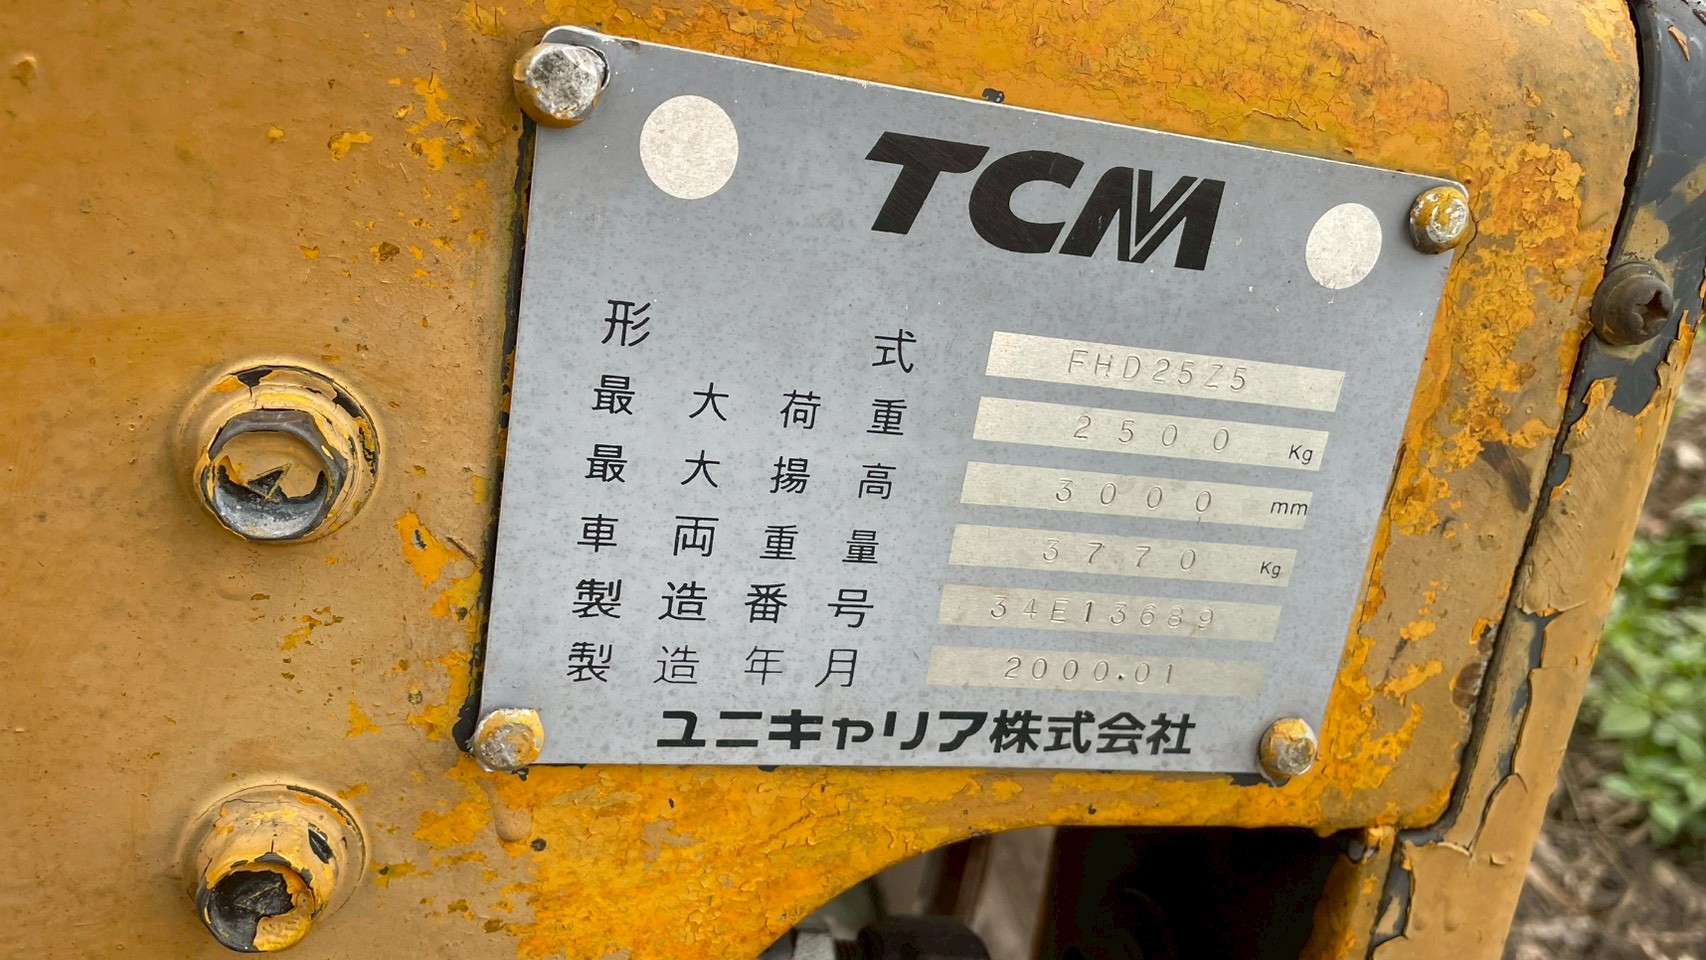 TCM
形式 FHD25Z5
最大荷重 2500 Kg
最大揚高 3000 mm
車両重量 3770 Kg
製造番号 34E13689
製造年月 2000.01
ユニキャリア株式会社